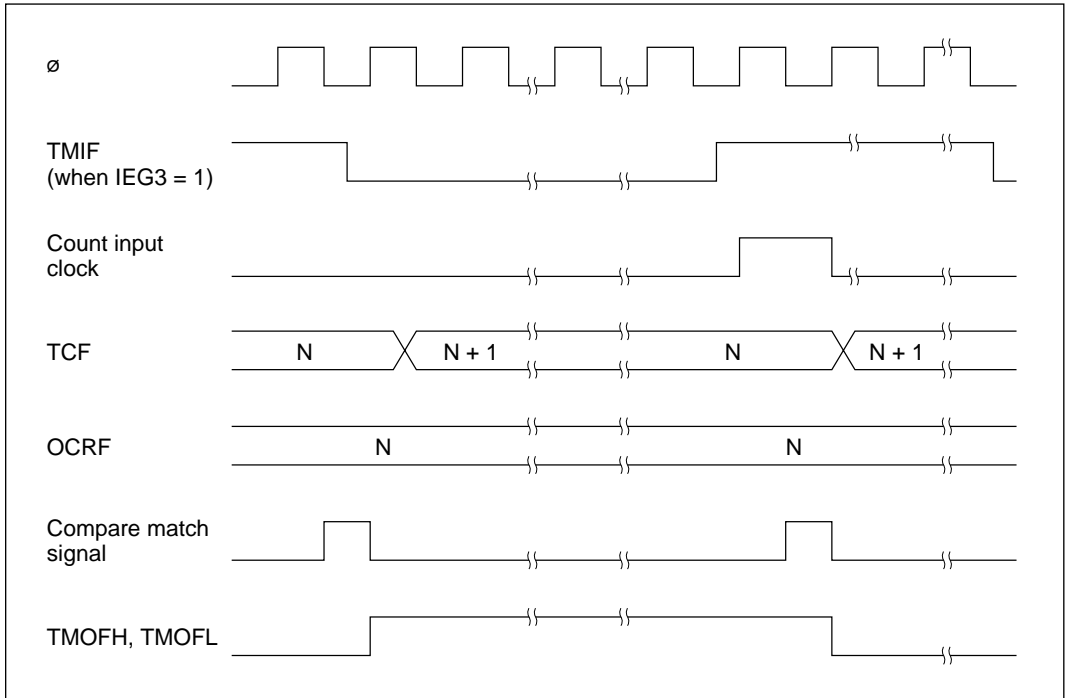 ø
TMIF
(when IEG3 = 1)
Count input
clock
TCF
N
N + 1
N
N + 1
OCRF
N
N
Compare match
signal
TMOFH, TMOFL